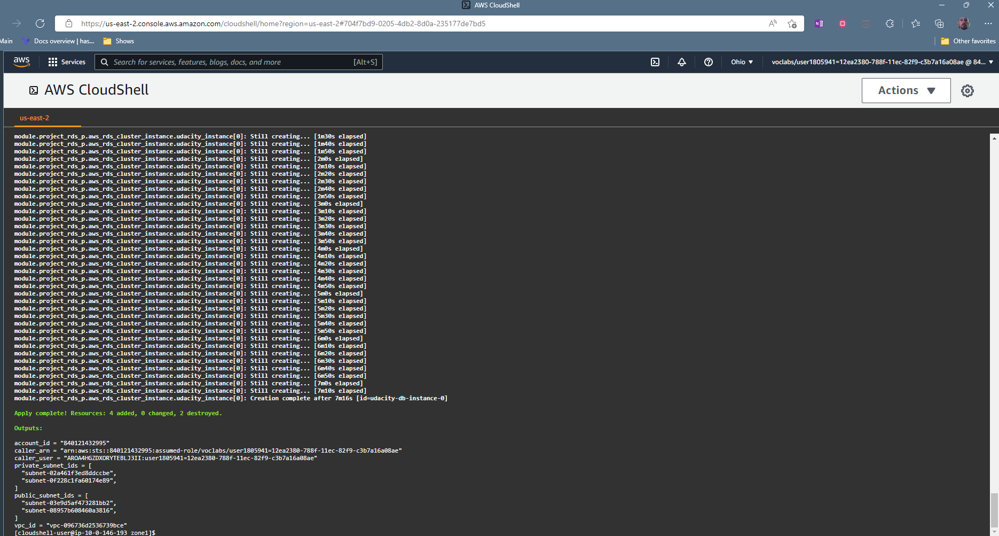 AWS CloudShell
https://us-east-2.console.aws.amazon.com/cloudshell/home?region=us-east-2#704f7bd9-0205-4db2-8d0a-235177de7bd5
Main Docs overview | has... Shows Other favorites
aws Services Search for services, features, blogs, docs, and more [Alt+S] Ohio ▼ voclabs/user1805941=12ea2380-788f-11ec-82f9-c3b7a16a08ae @ 84... ▼
AWS CloudShell Actions ▼
us-east-2
module.project_rds_p.aws_rds_cluster_instance.udacity_instance[0]: Still creating... [1m30s elapsed]
module.project_rds_p.aws_rds_cluster_instance.udacity_instance[0]: Still creating... [1m40s elapsed]
module.project_rds_p.aws_rds_cluster_instance.udacity_instance[0]: Still creating... [1m50s elapsed]
module.project_rds_p.aws_rds_cluster_instance.udacity_instance[0]: Still creating... [2m0s elapsed]
module.project_rds_p.aws_rds_cluster_instance.udacity_instance[0]: Still creating... [2m10s elapsed]
module.project_rds_p.aws_rds_cluster_instance.udacity_instance[0]: Still creating... [2m20s elapsed]
module.project_rds_p.aws_rds_cluster_instance.udacity_instance[0]: Still creating... [2m30s elapsed]
module.project_rds_p.aws_rds_cluster_instance.udacity_instance[0]: Still creating... [2m40s elapsed]
module.project_rds_p.aws_rds_cluster_instance.udacity_instance[0]: Still creating... [2m50s elapsed]
module.project_rds_p.aws_rds_cluster_instance.udacity_instance[0]: Still creating... [3m0s elapsed]
module.project_rds_p.aws_rds_cluster_instance.udacity_instance[0]: Still creating... [3m10s elapsed]
module.project_rds_p.aws_rds_cluster_instance.udacity_instance[0]: Still creating... [3m20s elapsed]
module.project_rds_p.aws_rds_cluster_instance.udacity_instance[0]: Still creating... [3m30s elapsed]
module.project_rds_p.aws_rds_cluster_instance.udacity_instance[0]: Still creating... [3m40s elapsed]
module.project_rds_p.aws_rds_cluster_instance.udacity_instance[0]: Still creating... [3m50s elapsed]
module.project_rds_p.aws_rds_cluster_instance.udacity_instance[0]: Still creating... [4m0s elapsed]
module.project_rds_p.aws_rds_cluster_instance.udacity_instance[0]: Still creating... [4m10s elapsed]
module.project_rds_p.aws_rds_cluster_instance.udacity_instance[0]: Still creating... [4m20s elapsed]
module.project_rds_p.aws_rds_cluster_instance.udacity_instance[0]: Still creating... [4m30s elapsed]
module.project_rds_p.aws_rds_cluster_instance.udacity_instance[0]: Still creating... [4m40s elapsed]
module.project_rds_p.aws_rds_cluster_instance.udacity_instance[0]: Still creating... [4m50s elapsed]
module.project_rds_p.aws_rds_cluster_instance.udacity_instance[0]: Still creating... [5m0s elapsed]
module.project_rds_p.aws_rds_cluster_instance.udacity_instance[0]: Still creating... [5m10s elapsed]
module.project_rds_p.aws_rds_cluster_instance.udacity_instance[0]: Still creating... [5m20s elapsed]
module.project_rds_p.aws_rds_cluster_instance.udacity_instance[0]: Still creating... [5m30s elapsed]
module.project_rds_p.aws_rds_cluster_instance.udacity_instance[0]: Still creating... [5m40s elapsed]
module.project_rds_p.aws_rds_cluster_instance.udacity_instance[0]: Still creating... [5m50s elapsed]
module.project_rds_p.aws_rds_cluster_instance.udacity_instance[0]: Still creating... [6m0s elapsed]
module.project_rds_p.aws_rds_cluster_instance.udacity_instance[0]: Still creating... [6m10s elapsed]
module.project_rds_p.aws_rds_cluster_instance.udacity_instance[0]: Still creating... [6m20s elapsed]
module.project_rds_p.aws_rds_cluster_instance.udacity_instance[0]: Still creating... [6m30s elapsed]
module.project_rds_p.aws_rds_cluster_instance.udacity_instance[0]: Still creating... [6m40s elapsed]
module.project_rds_p.aws_rds_cluster_instance.udacity_instance[0]: Still creating... [6m50s elapsed]
module.project_rds_p.aws_rds_cluster_instance.udacity_instance[0]: Still creating... [7m0s elapsed]
module.project_rds_p.aws_rds_cluster_instance.udacity_instance[0]: Still creating... [7m10s elapsed]
module.project_rds_p.aws_rds_cluster_instance.udacity_instance[0]: Creation complete after 7m16s [id=udacity-db-instance-0]
Apply complete! Resources: 4 added, 0 changed, 2 destroyed.
Outputs:
account_id = "840121432995"
caller_arn = "arn:aws:sts::840121432995:assumed-role/voclabs/user1805941=12ea2380-788f-11ec-82f9-c3b7a16a08ae"
caller_user = "AROA4HGZDXORYTEBLJ3II:user1805941=12ea2380-788f-11ec-82f9-c3b7a16a08ae"
private_subnet_ids = [
"subnet-02a461f3ed8ddccbe",
"subnet-0f228c1fa60174e89",
]
public_subnet_ids = [
"subnet-03e9d5af473281bb2",
"subnet-08957b608460a3816",
]
vpc_id = "vpc-096736d2536739bce"
[cloudshell-user@ip-10-0-146-193 zone1]$